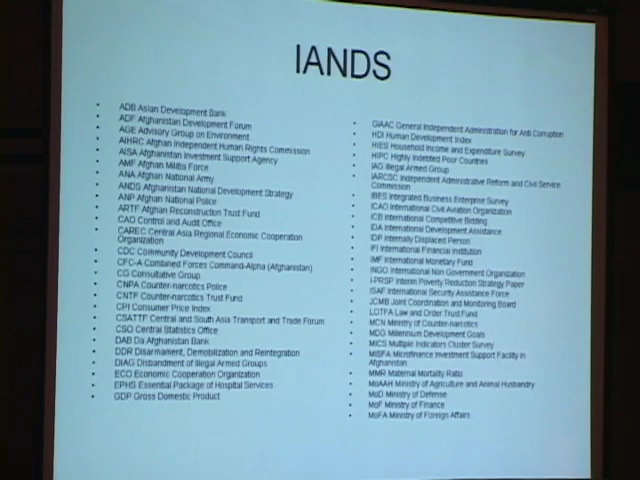 IANDS
ADB Asian Development Bank
ADF Afghanistan Development Forum
AGE Advisory Group on Environment
AIHRC Afghan Independent Human Rights Commission
AISA Afghanistan Investment Support Agency
AMF Afghan Militia Force
ANA Afghan National Army
ANDS Afghanistan National Development Strategy
ANP Afghan National Police
ARTF Afghan Reconstruction Trust Fund
CAO Control and Audit Office
CAREC Central Asia Regional Economic Cooperation
Organization
CDC Community Development Council
CFC-A Combined Forces Command-Alpha (Afghanistan)
CG Consultative Group
CNPA Counter-narcotics Police
CNTF Counter-narcotics Trust Fund
CPI Consumer Price Index
CSATTF Central and South Asia Transport and Trade Forum
CSO Central Statistics Office
DAB Da Afghanistan Bank
DDR Disarmament, Demobilization and Reintegration
DIAG Disbandment of Illegal Armed Groups
ECO Economic Cooperation Organization
EPHS Essential Package of Hospital Services
GDP Gross Domestic Product
GIAAC General Independent Administration for Anti Corruption
HDI Human Development Index
HIES Household Income and Expenditure Survey
HIPC Highly Indebted Poor Countries
IAG Illegal Armed Group
IARCSC Independent Administrative Reform and Civil Service
Commission
IBES Integrated Business Enterprise Survey
ICAO International Civil Aviation Organization
ICB International Competitive Bidding
IDA International Development Assistance
IDP Internally Displaced Person
IFI International Financial Institution
IMF International Monetary Fund
INGO International Non Government Organization
I-PRSP Interim Poverty Reduction Strategy Paper
ISAF International Security Assistance Force
JCMB Joint Coordination and Monitoring Board
LOTFA Law and Order Trust Fund
MCN Ministry of Counter-narcotics
MDG Millennium Development Goals
MICS Multiple Indicators Cluster Survey
MISFA Microfinance Investment Support Facility in
Afghanistan
MMR Maternal Mortality Ratio
MoAAH Ministry of Agriculture and Animal Husbandry
MoD Ministry of Defense
MoF Ministry of Finance
MoFA Ministry of Foreign Affairs